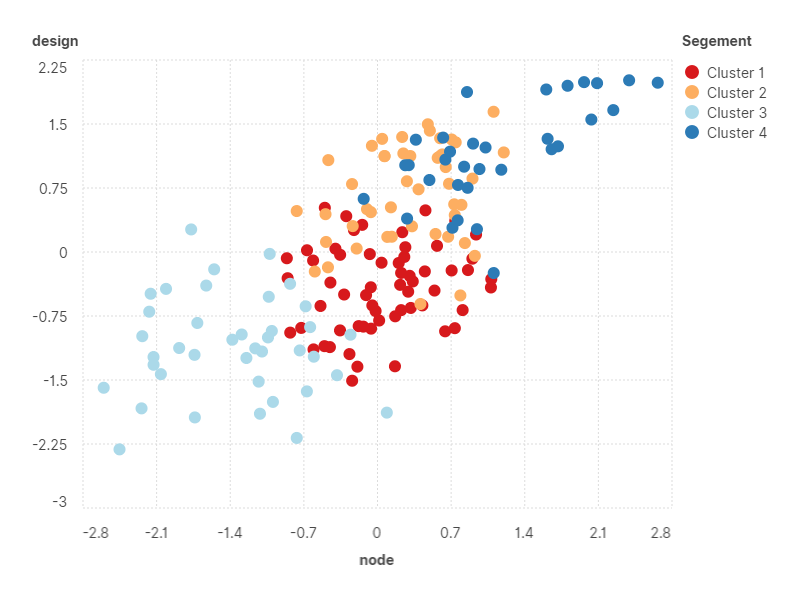 design
Segement
Cluster 1
Cluster 2
Cluster 3
Cluster 4
2.25
1.5
0.75
0
-0.75
-1.5
-2.25
-3
-2.8 -2.1 -1.4 -0.7 0 0.7 1.4 2.1 2.8
node